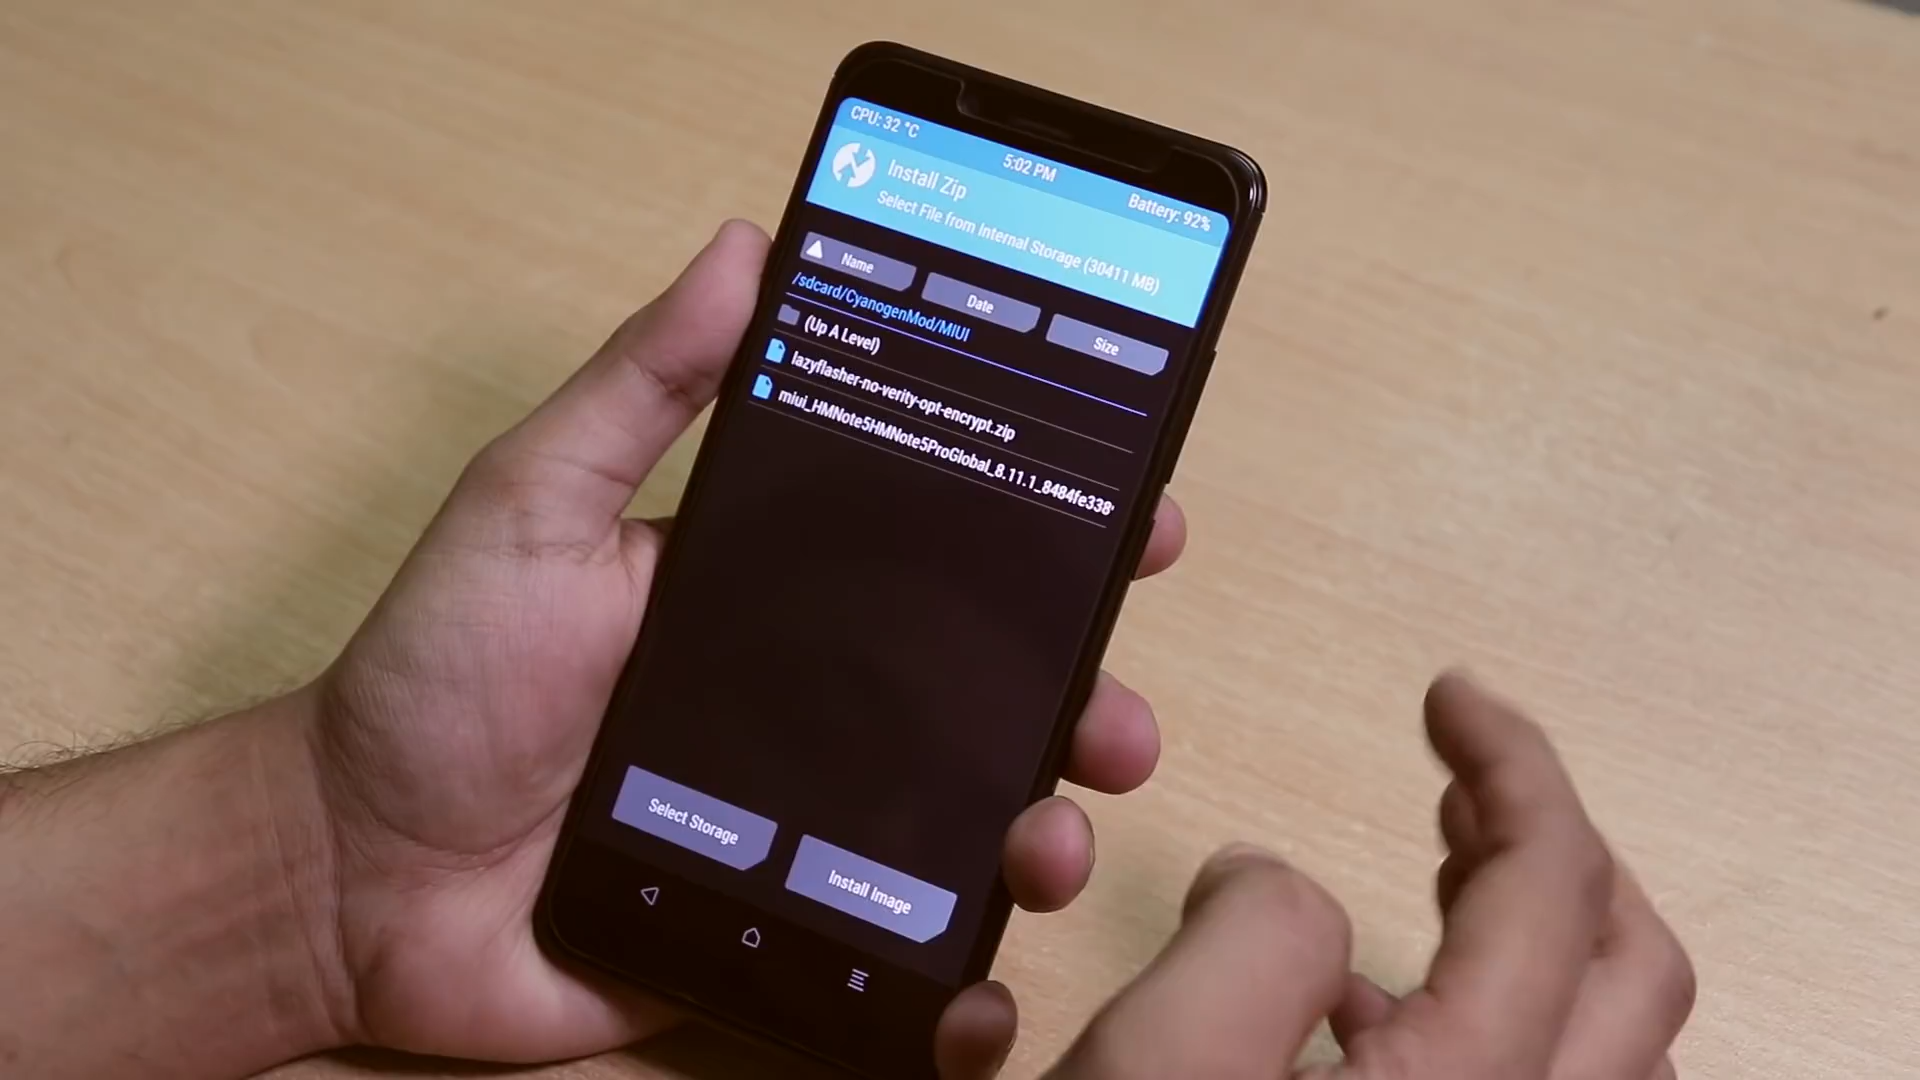 CPU: 32 °C
5:02 PM
Battery: 92%
Install Zip
Select File from Internal Storage (30411 MB)
Name
Date
Size
/sdcard/CyanogenMod/MIUI
(Up A Level)
lazyflasher-no-verity-opt-encrypt.zip
miui_HMNote5HMNote5ProGlobal_8.11.1_8484fe338
Select Storage
Install Image